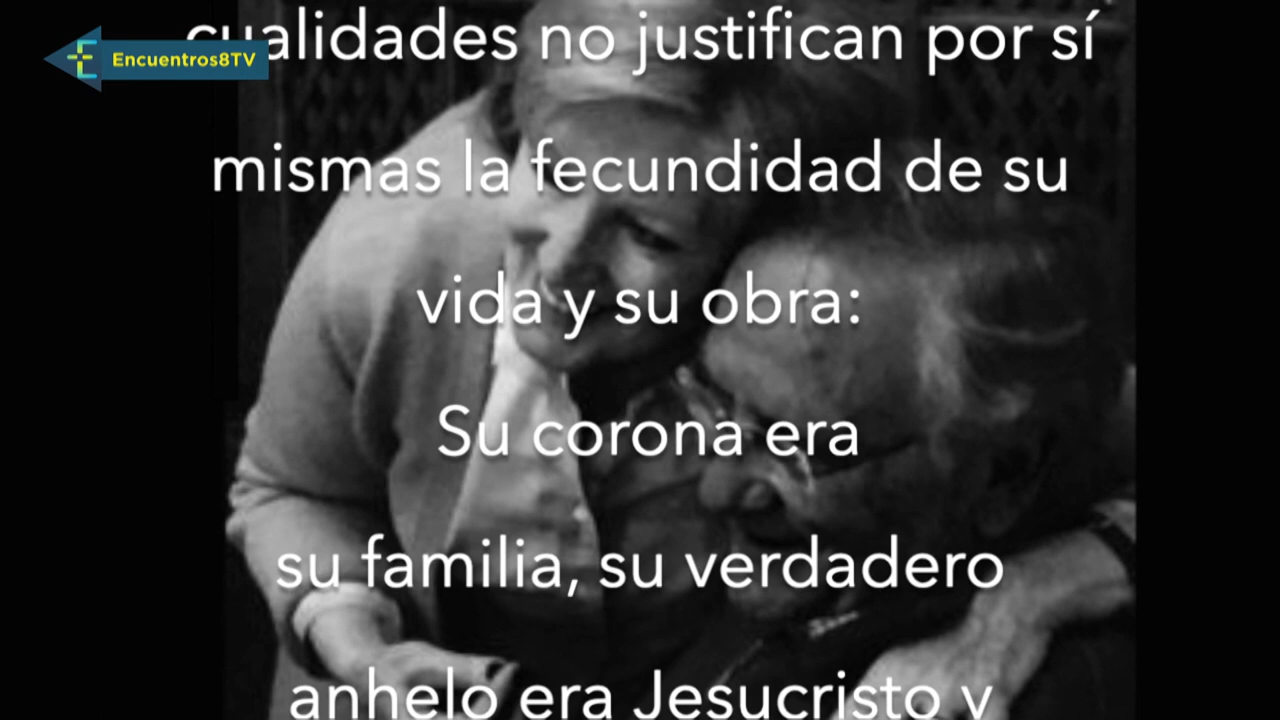 cualidades no justifican por sí
Encuentros8TV
mismas la fecundidad de su
vida y su obra:
Su corona era
su familia, su verdadero
anhelo era Jesucristo y